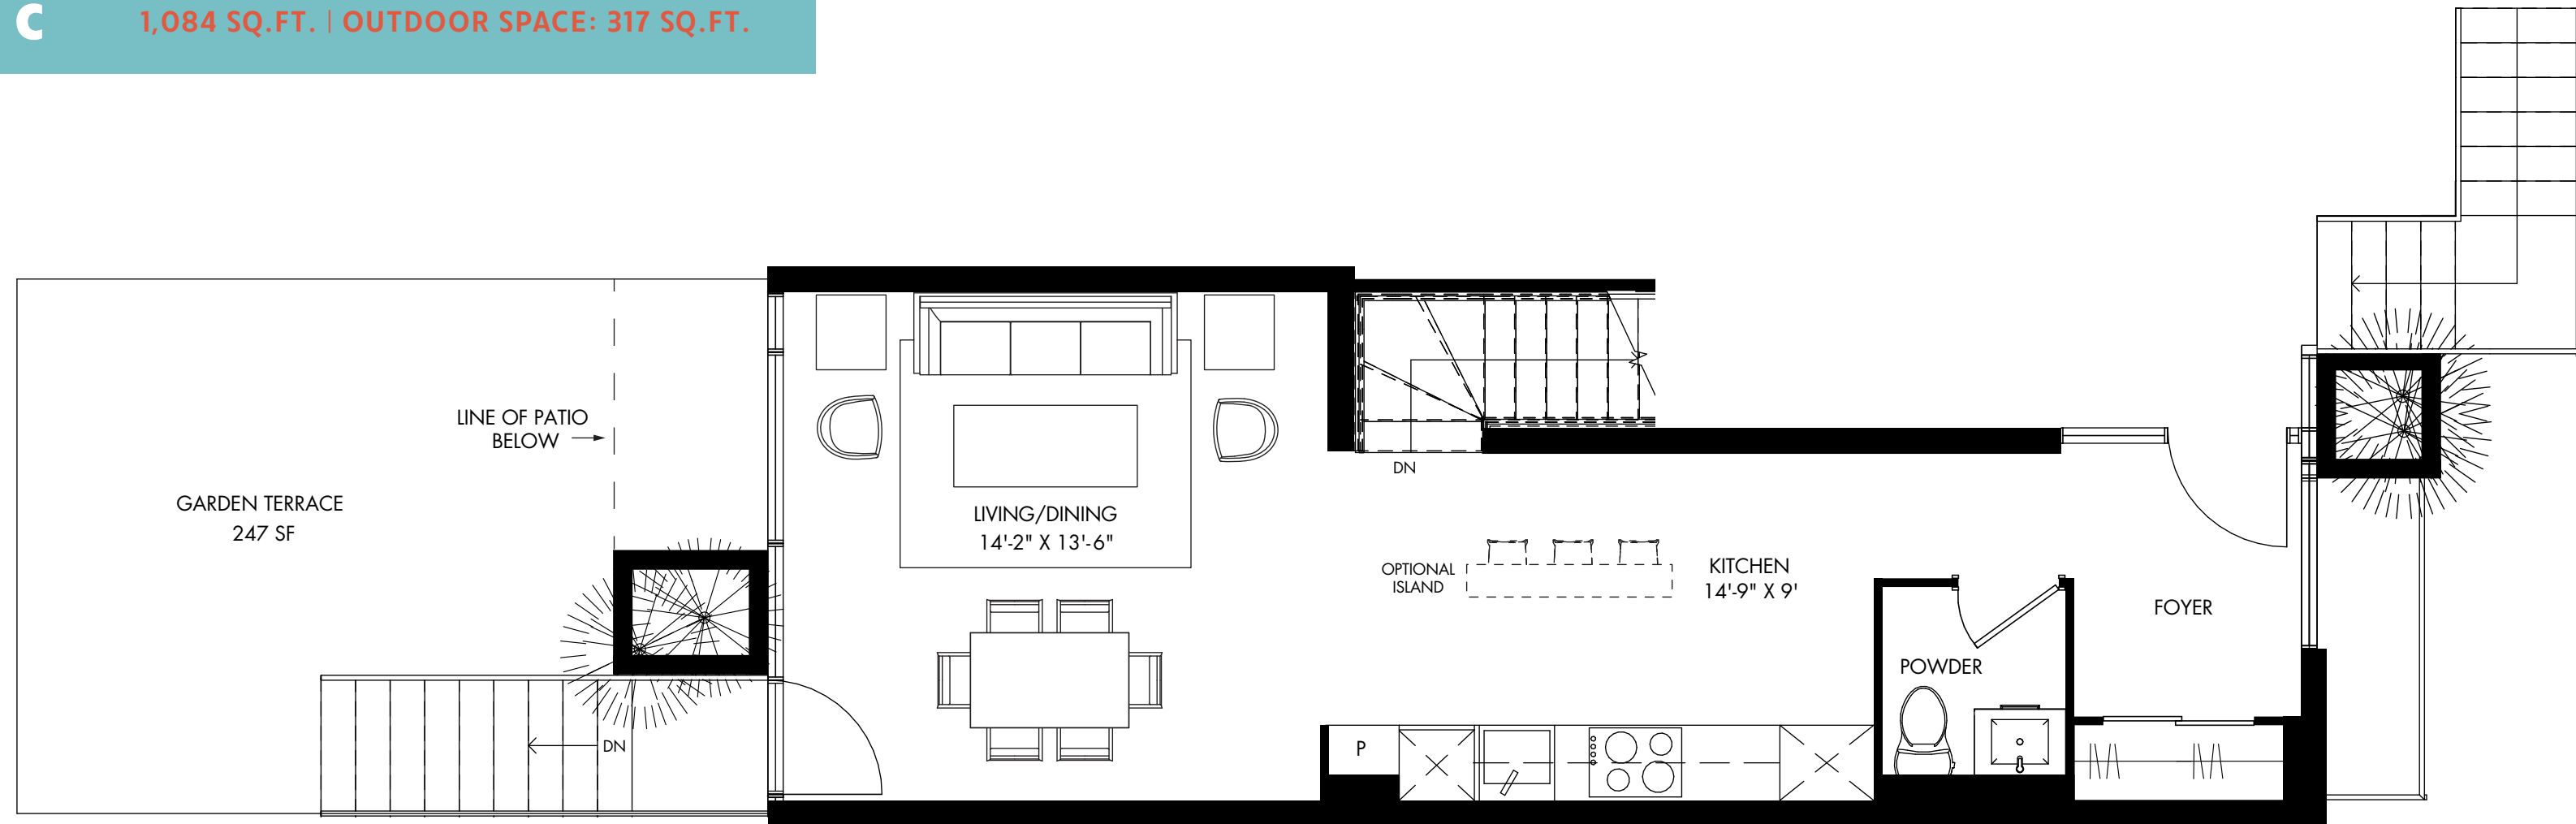 C
1,084 SQ.FT. | OUTDOOR SPACE: 317 SQ.FT.
LINE OF PATIO
BELOW
GARDEN TERRACE
247 SF
DN
LIVING/DINING
14'-2" X 13'-6"
DN
OPTIONAL
ISLAND
KITCHEN
14'-9" X 9'
P
POWDER
FOYER